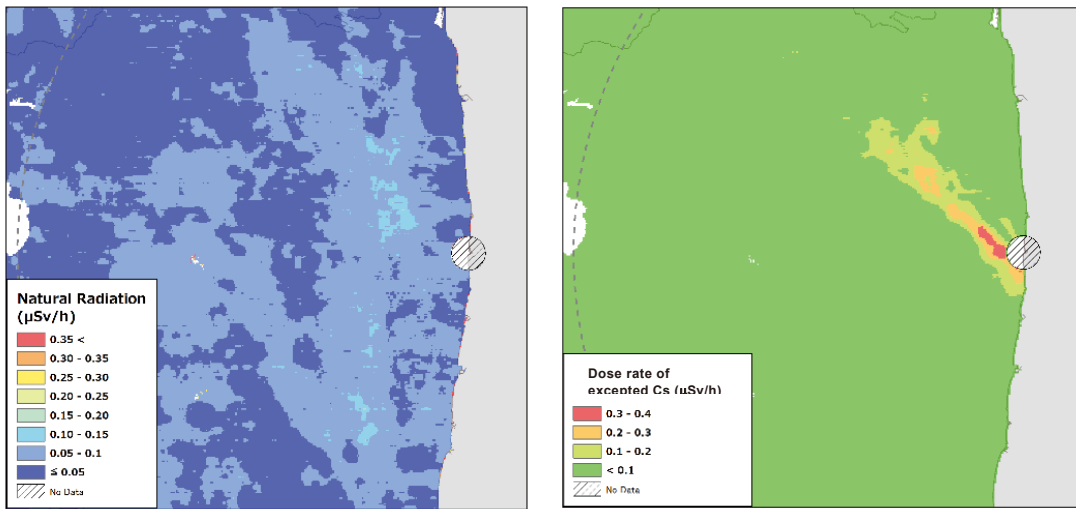 Natural Radiation
(μSv/h)
0.35 <
0.30 - 0.35
0.25 - 0.30
0.20 - 0.25
0.15 - 0.20
0.10 - 0.15
0.05 - 0.1
≤ 0.05
No Data
Dose rate of
excepted Cs (μSv/h)
0.3 - 0.4
0.2 - 0.3
0.1 - 0.2
< 0.1
No Data